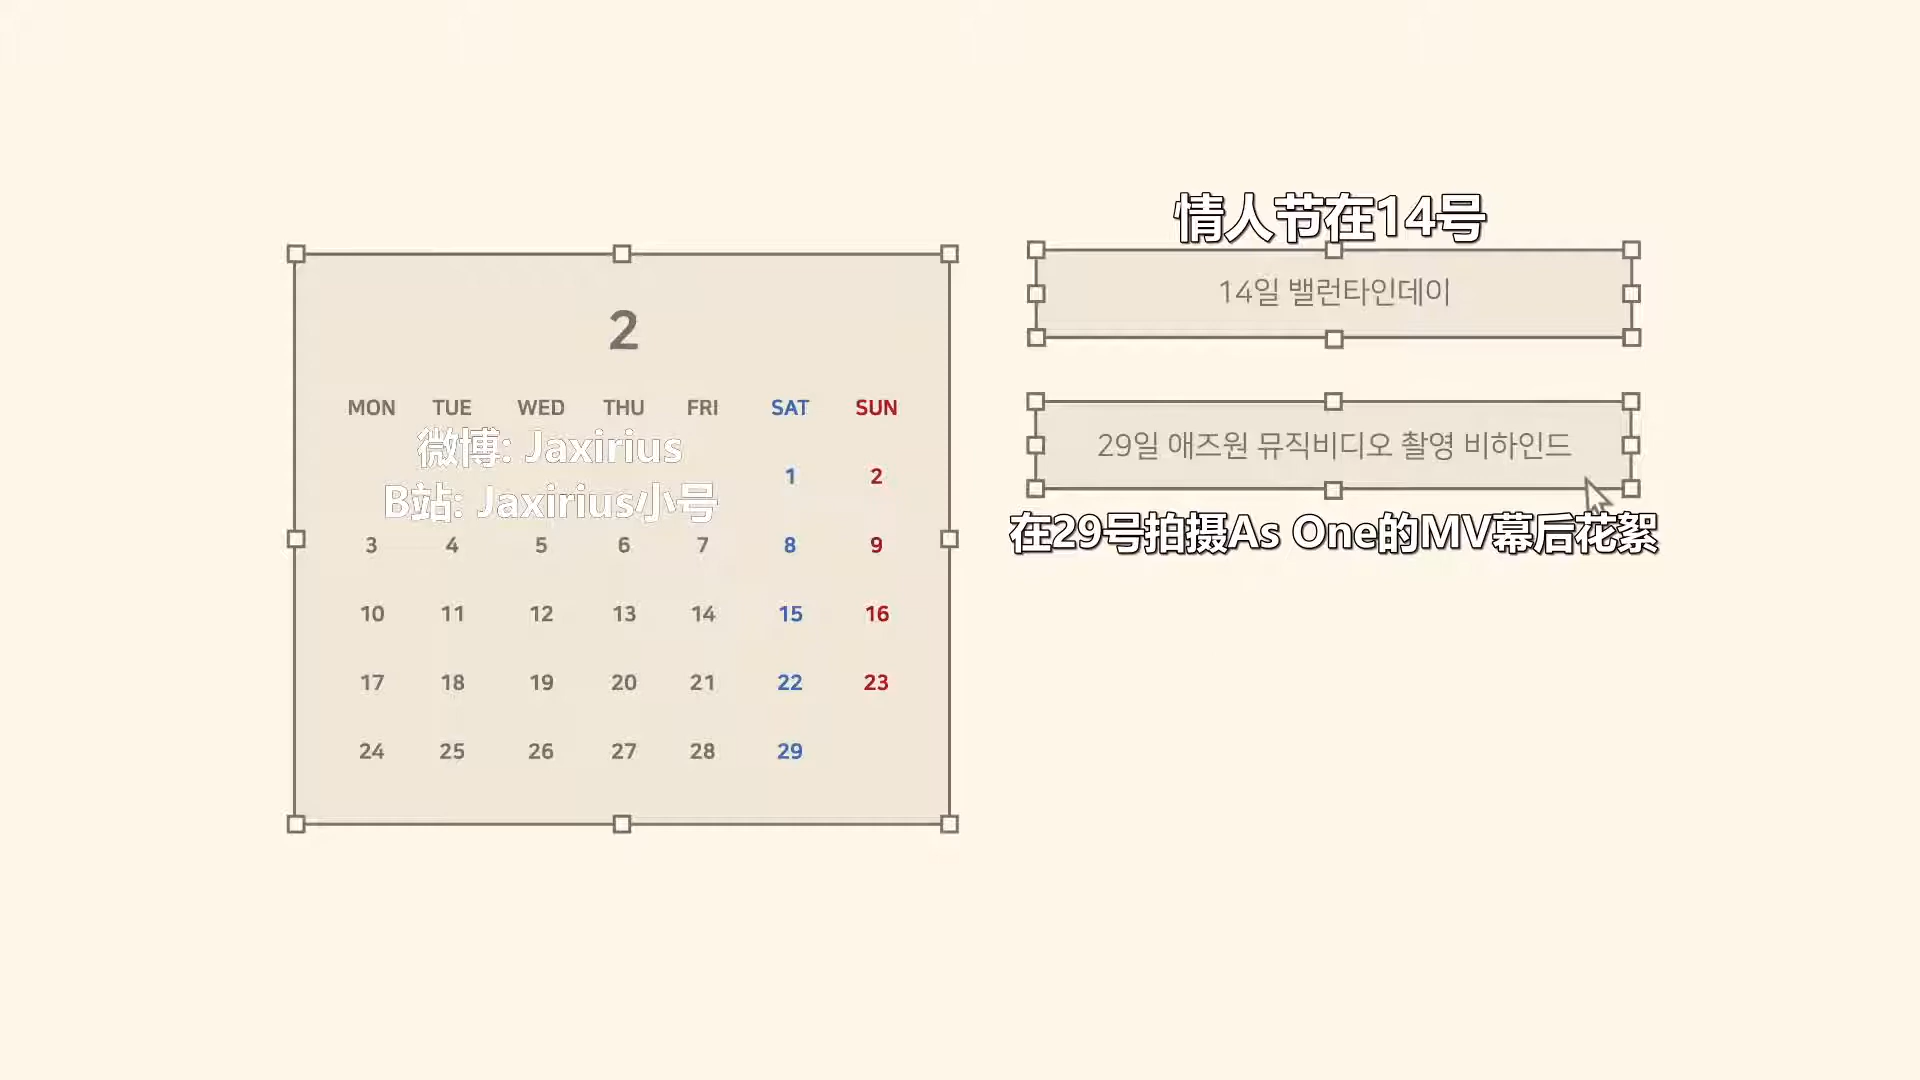 2
MON TUE WED THU FRI SAT SUN
微博: Jaxirius
1 2
B站: Jaxirius小号
3 4 5 6 7 8 9
10 11 12 13 14 15 16
17 18 19 20 21 22 23
24 25 26 27 28 29
情人节在14号
14일 밸런타인데이
29일 애즈원 뮤직비디오 촬영 비하인드
在29号拍摄As One的MV幕后花絮